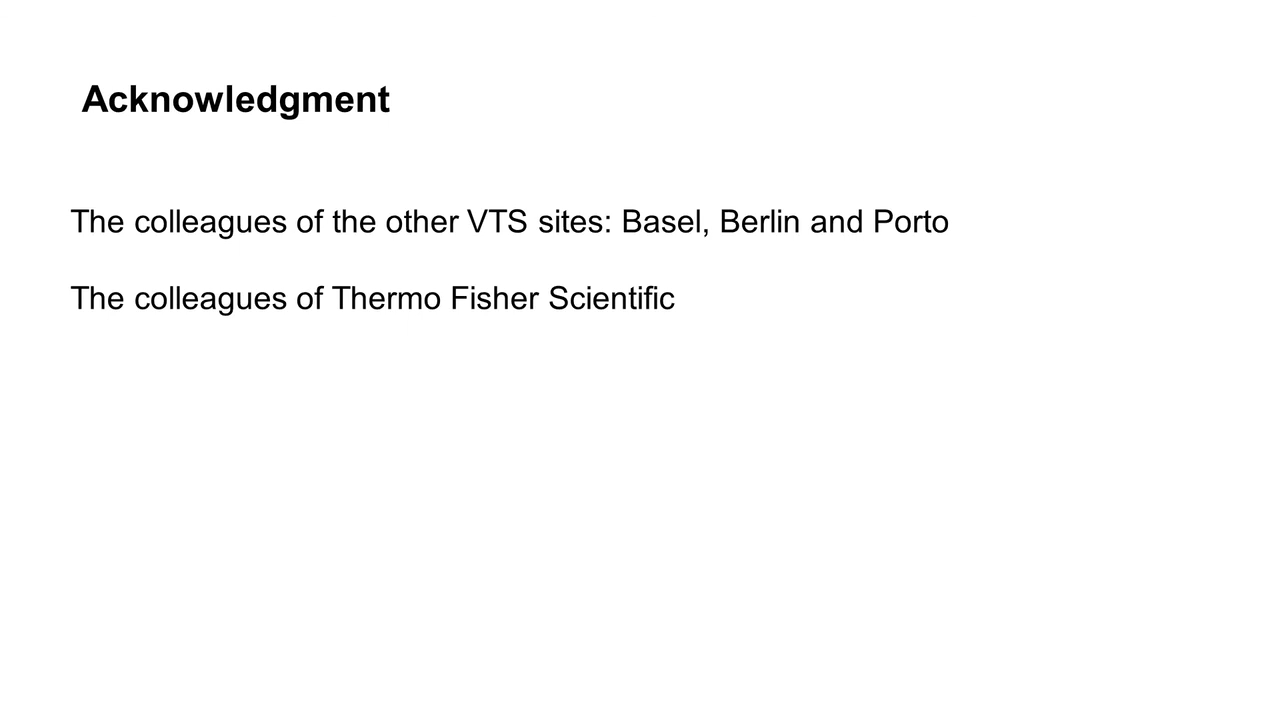 Acknowledgment
The colleagues of the other VTS sites: Basel, Berlin and Porto
The colleagues of Thermo Fisher Scientific